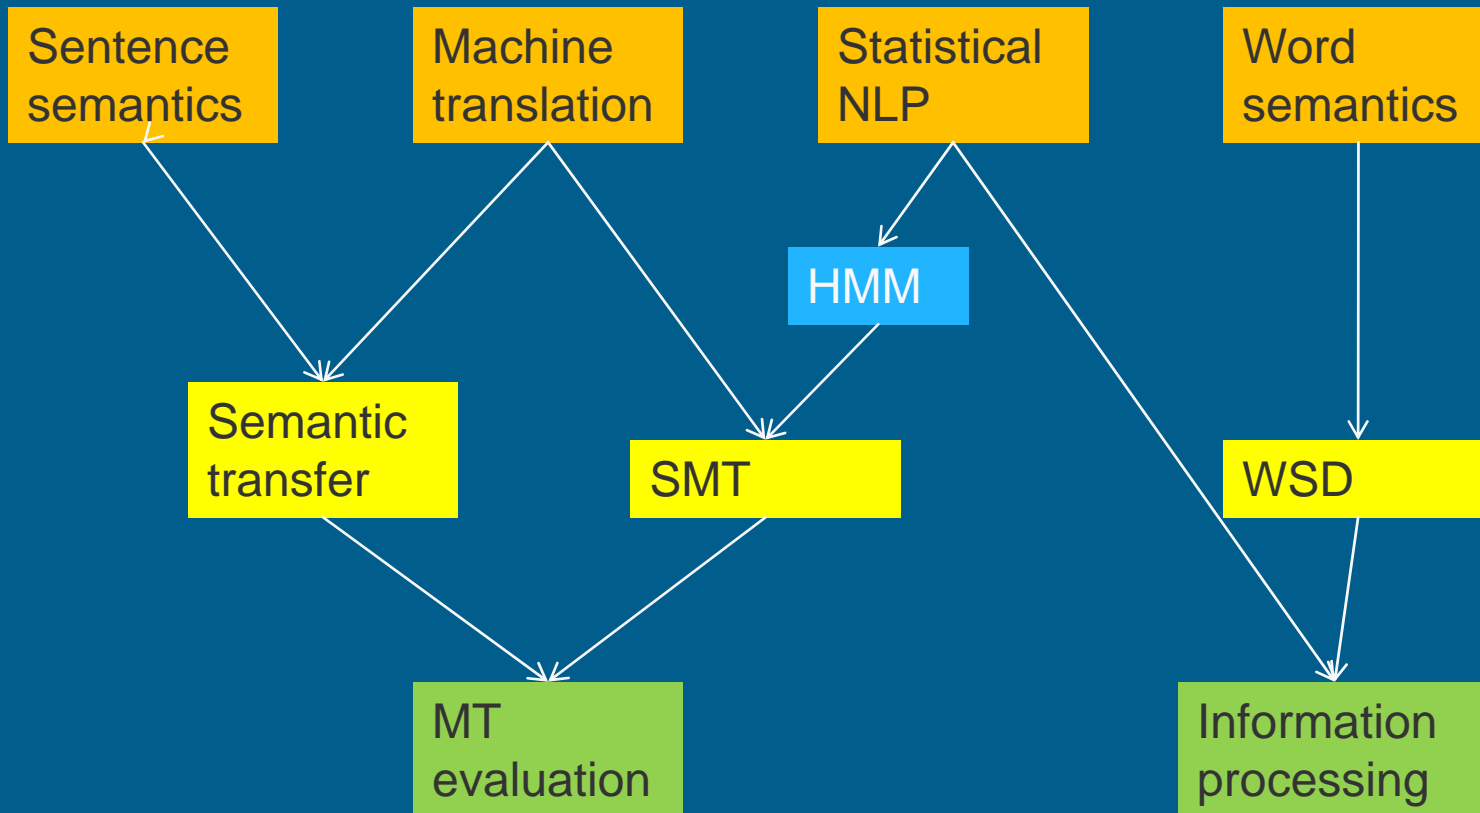 Sentence
semantics
Machine
translation
Statistical
NLP
Word
semantics
HMM
Semantic
transfer
SMT
WSD
MT
evaluation
Information
processing